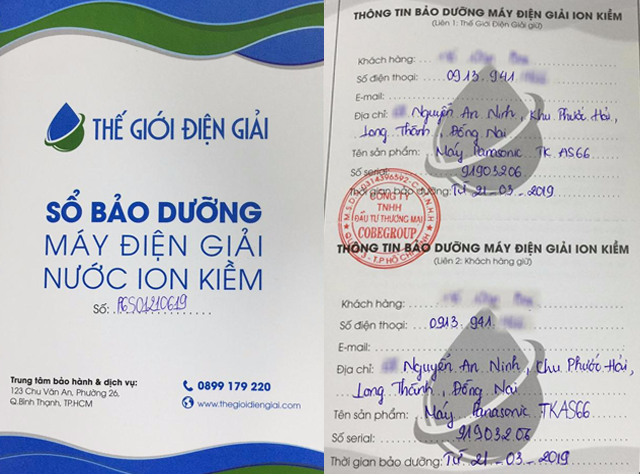 THẾ GIỚI ĐIỆN GIẢI
SỔ BẢO DƯỠNG
MÁY ĐIỆN GIẢI
NƯỚC ION KIỀM
Số: PGS01210619
Trung tâm bảo hành & dịch vụ:
123 Chu Văn An, Phường 26,
Q.Bình Thạnh, TP.HCM
0899 179 220
www.thegioidiengiai.com
THÔNG TIN BẢO DƯỠNG MÁY ĐIỆN GIẢI ION KIỀM
(Liên 1: Thế Giới Điện Giải giữ)
Khách hàng:
Số điện thoại: 0913.941
E-mail:
Địa chỉ: Nguyễn An Ninh, Khu Phước Hải,
Long Thành, Đồng Nai
Tên sản phẩm: Máy Panasonic TK AS66
Số serial: 91903206
Thời gian bảo dưỡng: Từ 21-03-2019
CÔNG TY
TNHH
ĐẦU TƯ THƯƠNG MẠI
COBEGROUP
THÔNG TIN BẢO DƯỠNG MÁY ĐIỆN GIẢI ION KIỀM
(Liên 2: Khách hàng giữ)
Khách hàng:
Số điện thoại: 0913.941.
E-mail:
Địa chỉ: Nguyễn An Ninh, Khu Phước Hải,
Long Thành, Đồng Nai
Tên sản phẩm: Máy Panasonic TKAS66
Số serial: 91903206
Thời gian bảo dưỡng: Từ 21-03-2019